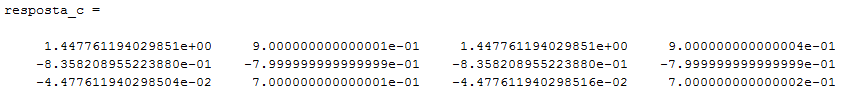 resposta_c =
1.447761194029851e+00 9.000000000000001e-01 1.447761194029851e+00 9.000000000000004e-01
-8.358208955223880e-01 -7.999999999999999e-01 -8.358208955223880e-01 -7.999999999999999e-01
-4.477611940298504e-02 7.000000000000001e-01 -4.477611940298516e-02 7.000000000000002e-01